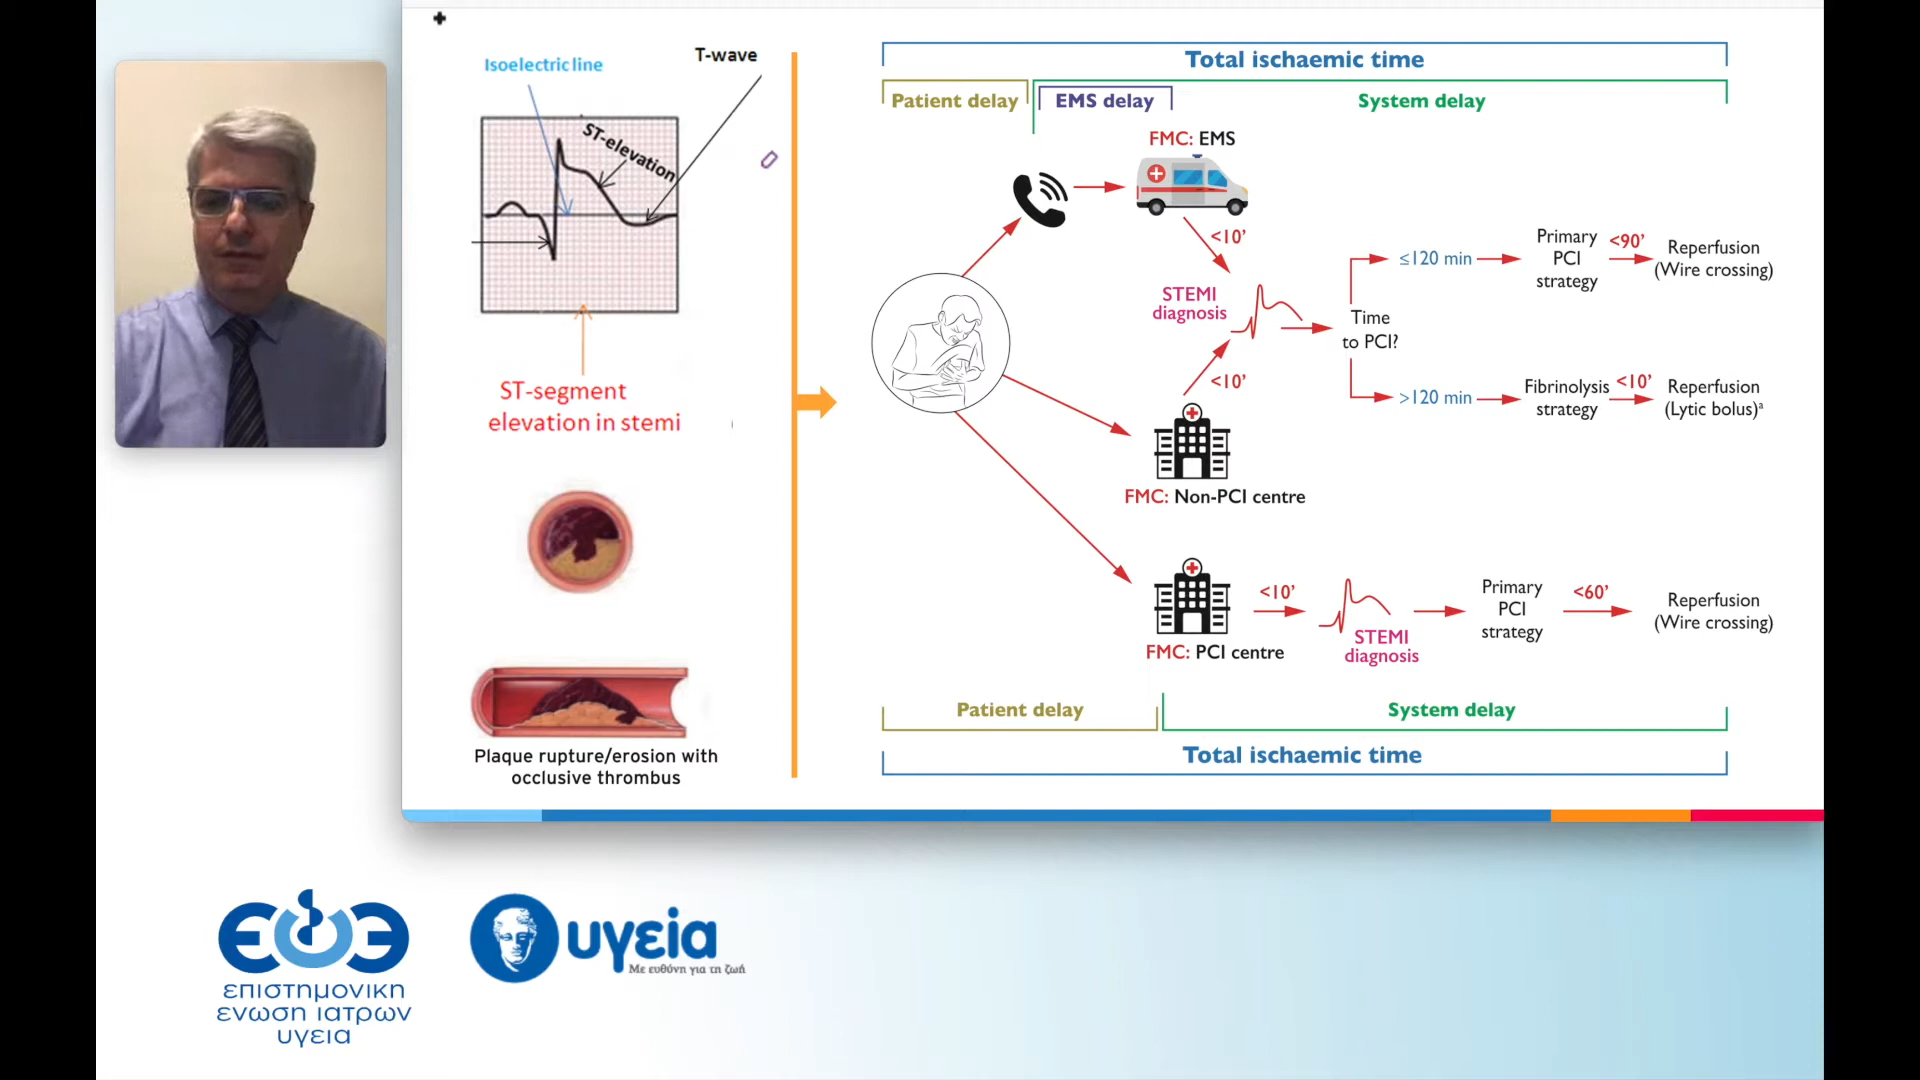 Isoelectric line
T-wave
ST-elevation
ST-segment
elevation in stemi
Plaque rupture/erosion with
occlusive thrombus
Total ischaemic time
Patient delay
EMS delay
System delay
FMC: EMS
<10'
STEMI
diagnosis
<10'
Time
to PCI?
≤120 min
Primary
PCI
strategy
<90'
Reperfusion
(Wire crossing)
>120 min
Fibrinolysis
strategy
<10'
Reperfusion
(Lytic bolus)ª
FMC: Non-PCI centre
FMC: PCI centre
<10'
STEMI
diagnosis
Primary
PCI
strategy
<60'
Reperfusion
(Wire crossing)
Patient delay
System delay
Total ischaemic time
επιστημονικη
ενωση ιατρων
υγεια
υγεία
Με ευθύνη για τη ζωή